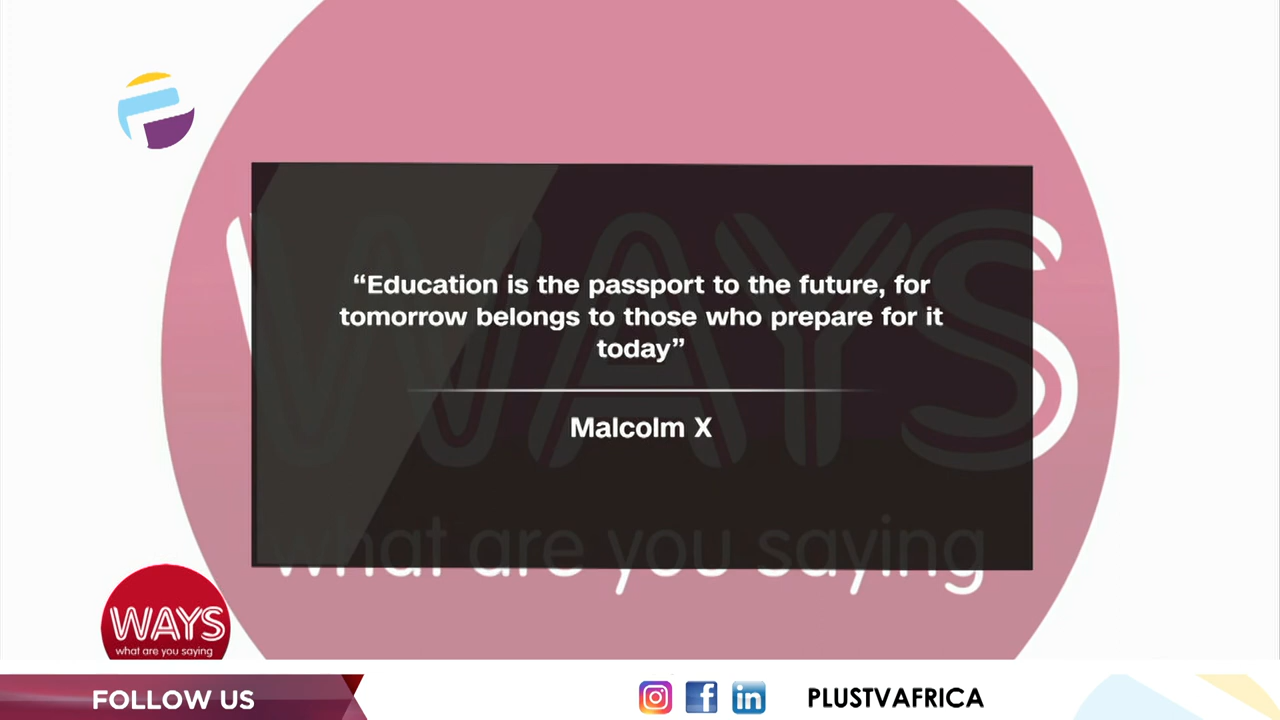 “Education is the passport to the future, for
tomorrow belongs to those who prepare for it
today”
Malcolm X
WAYS
what are you saying
WAYS
what are you saying
FOLLOW US
PLUSTVAFRICA